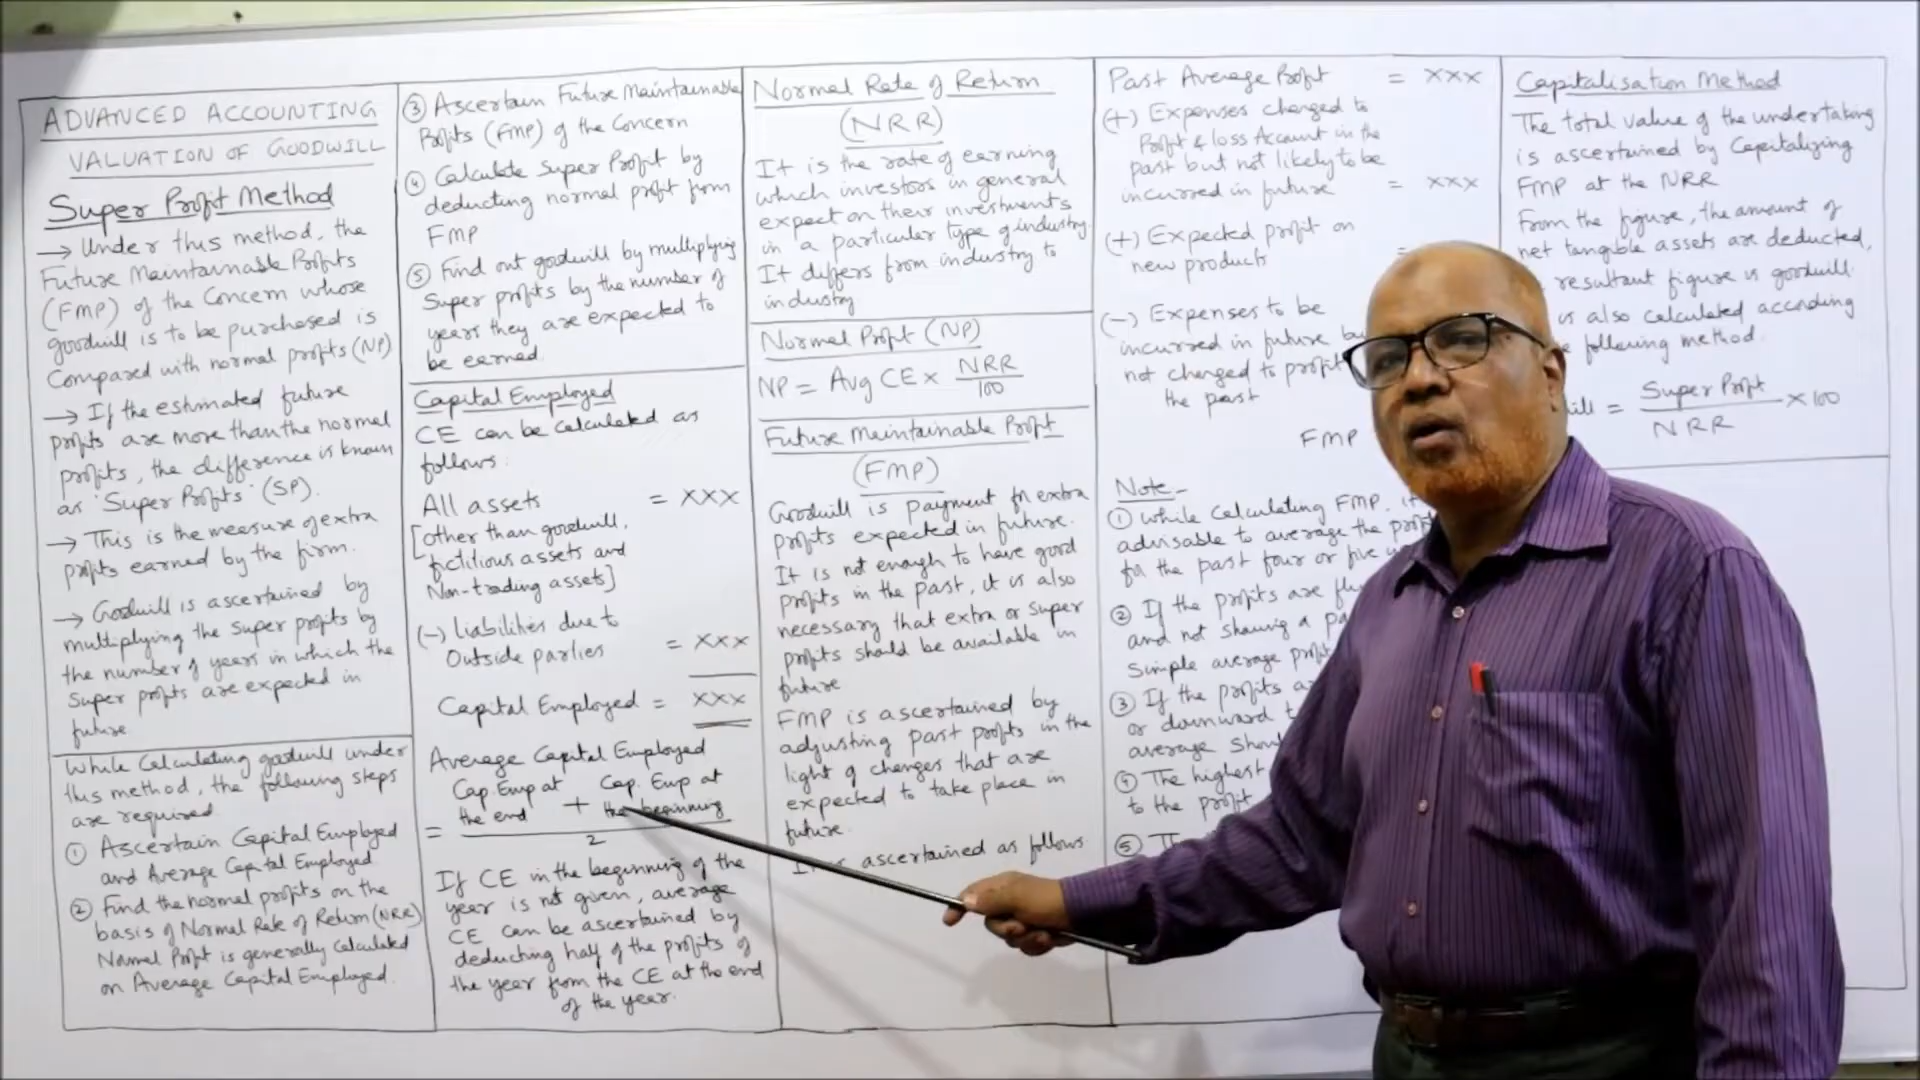 ADVANCED ACCOUNTING
VALUATION OF GOODWILL
Super Profit Method
→ Under this method, the
Future Maintainable Profits
(FMP) of the Concern whose
goodwill is to be purchased is
Compared with normal profits (NP)
→ If the estimated future
profits are more than the normal
profits, the difference is known
as 'Super Profits' (SP).
→ This is the measure of extra
profits earned by the firm.
→ Goodwill is ascertained by
multiplying the super profits by
the number of years in which the
Super profits are expected in
future
While Calculating goodwill under
this method, the following steps
are required.
① Ascertain Capital Employed
and Average Capital Employed
② Find the normal profits on the
basis of Normal Rate of Return (NRR)
Normal Profit is generally calculated
on Average Capital Employed.
③ Ascertain Future Maintainable
Profits (FMP) of the Concern
④ Calculate Super Profit by
deducting normal profit from
FMP
⑤ Find out goodwill by multiplying
Super profits by the number of
years they are expected to
be earned.
Capital Employed
CE can be calculated as
follows:
All assets = XXX
[other than goodwill,
fictitious assets and
Non-trading assets]
(-) Liabilities due to
Outside parties = XXX
Capital Employed = XXX
Average Capital Employed
Cap. Emp at Cap. Emp at
= the end + the beginning
2
If CE in the beginning of the
year is not given, average
CE can be ascertained by
deducting half of the profits of
the year from the CE at the end
of the year.
Normal Rate of Return
(NRR)
It is the rate of earning
which investors in general
expect on their investments
in a particular type of industry.
It differs from industry to
industry
Normal Profit (NP)
NP = Avg CE × NRR
100
Future Maintainable Profit
(FMP)
Goodwill is payment for extra
profits expected in future.
It is not enough to have good
profits in the past, it is also
necessary that extra or super
profits should be available in
future
FMP is ascertained by
adjusting past profits in the
light of changes that are
expected to take place in
future.
ascertained as follows
Past Average Profit = XXX
(+) Expenses charged to
Profit & loss Account in the
past but not likely to be
incurred in future = XXX
(+) Expected profit on
new products =
(-) Expenses to be
incurred in future but
not charged to profit
the past
FMP
Note -
① While calculating FMP, it
advisable to average the
for the past four or five
② If the profits are
and not showing a
Simple average profit
③ If the profits
or downward
average
④ The highest
to the profit
⑤
Capitalisation Method
The total value of the undertaking
is ascertained by Capitalizing
FMP at the NRR
From the figure, the amount of
net tangible assets are deducted,
resultant figure is goodwill.
is also calculated according
following method.
= Super Profit × 100
NRR